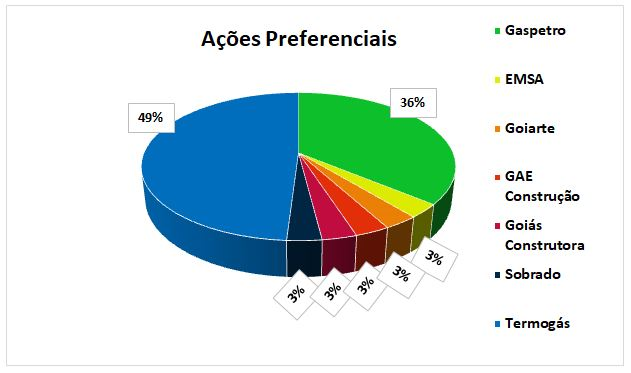 Ações Preferenciais
Gaspetro
EMSA
Goiarte
GAE
Construção
Goiás
Construtora
Sobrado
Termogás
49%
36%
3%
3%
3%
3%
3%